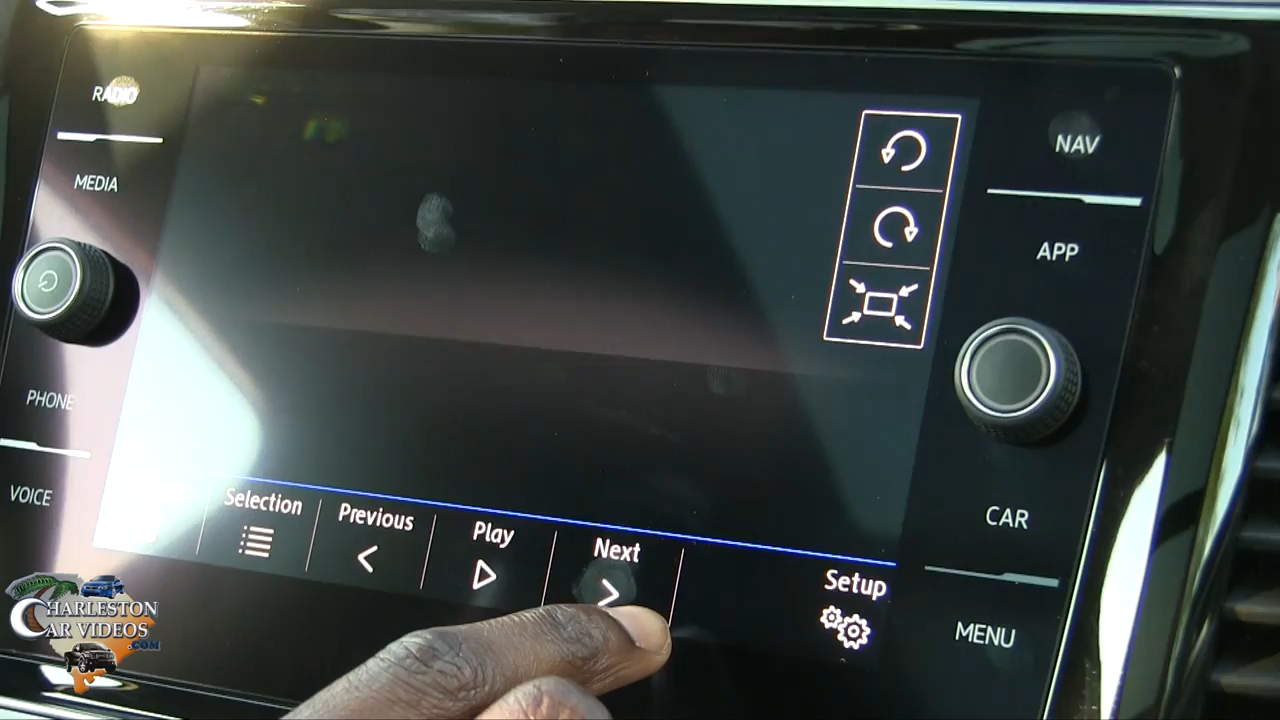 RADIO
MEDIA
PHONE
VOICE
NAV
APP
CAR
MENU
Selection
Previous
Play
Next
Setup
CHARLESTON
CAR VIDEOS
.COM